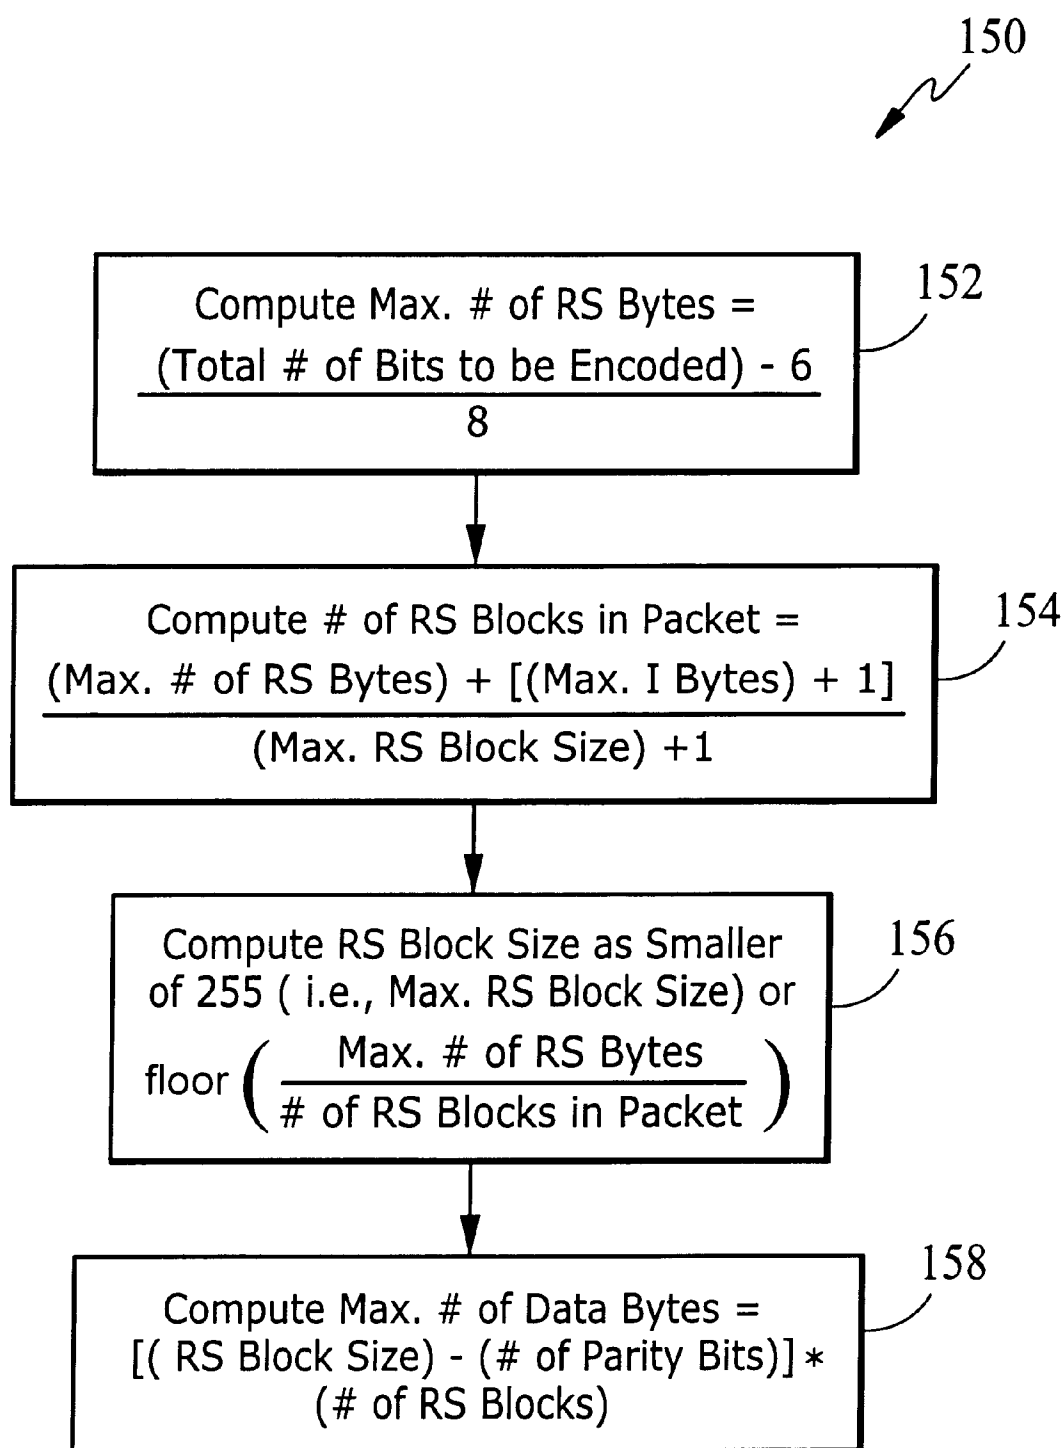 150
152
Compute Max. # of RS Bytes =
(Total # of Bits to be Encoded) - 6
8
154
Compute # of RS Blocks in Packet =
(Max. # of RS Bytes) + [(Max. I Bytes) + 1]
(Max. RS Block Size) +1
156
Compute RS Block Size as Smaller
of 255 ( i.e., Max. RS Block Size) or
floor ( Max. # of RS Bytes
# of RS Blocks in Packet )
158
Compute Max. # of Data Bytes =
[( RS Block Size) - (# of Parity Bits)] *
(# of RS Blocks)